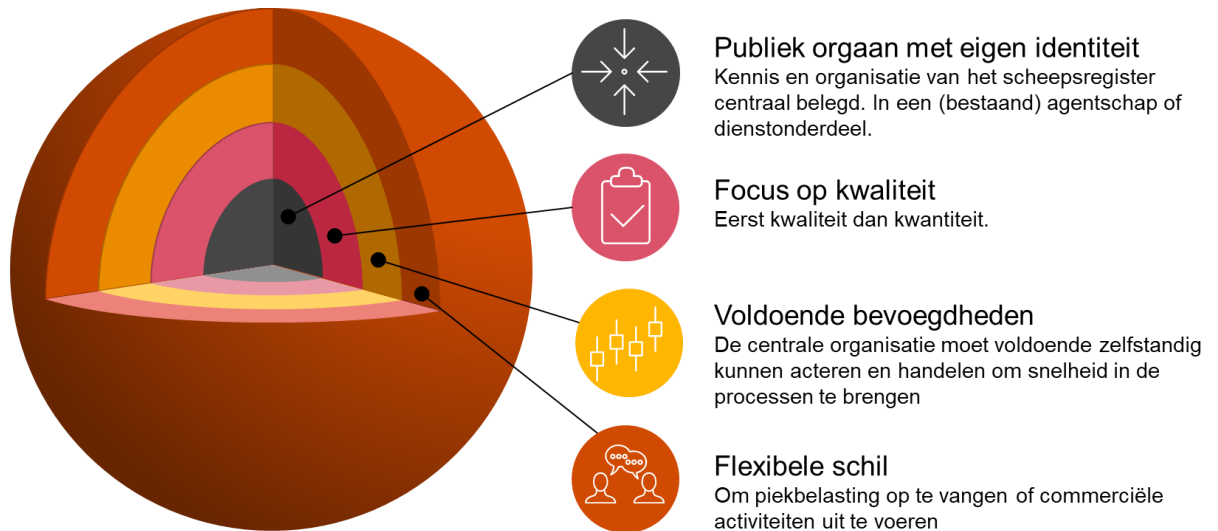 Publiek orgaan met eigen identiteit
Kennis en organisatie van het scheepsregister
centraal belegd. In een (bestaand) agentschap of
dienstonderdeel.
Focus op kwaliteit
Eerst kwaliteit dan kwantiteit.
Voldoende bevoegdheden
De centrale organisatie moet voldoende zelfstandig
kunnen acteren en handelen om snelheid in de
processen te brengen
Flexibele schil
Om piekbelasting op te vangen of commerciële
activiteiten uit te voeren